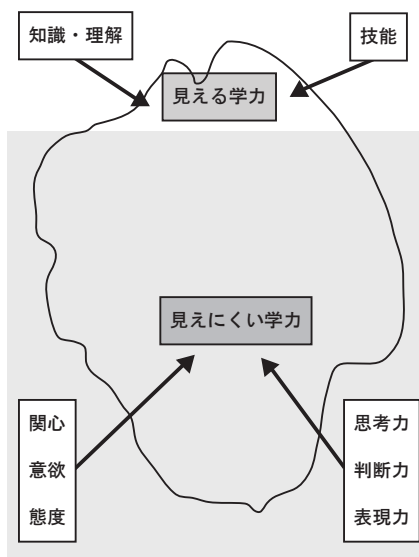 知識・理解
技能
見える学力
見えにくい学力
関心
意欲
態度
思考力
判断力
表現力